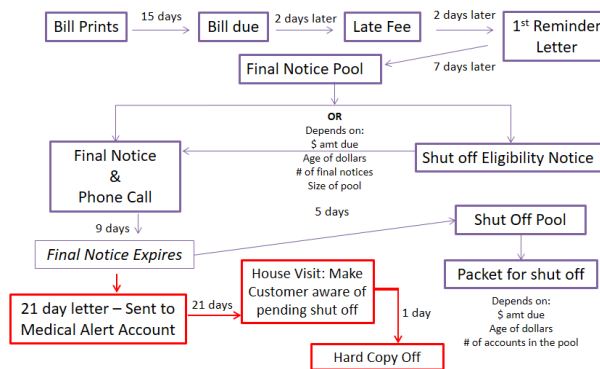 Bill Prints
15 days
Bill due
2 days later
Late Fee
2 days later
1st Reminder
Letter
7 days later
Final Notice Pool
OR
Depends on:
$ amt due
Age of dollars
# of final notices
Size of pool
Final Notice
&
Phone Call
Shut off Eligibility Notice
9 days
5 days
Shut Off Pool
Final Notice Expires
Packet for shut off
House Visit: Make
Customer aware of
pending shut off
21 day letter – Sent to
Medical Alert Account
21 days
1 day
Depends on:
$ amt due
Age of dollars
# of accounts in the pool
Hard Copy Off